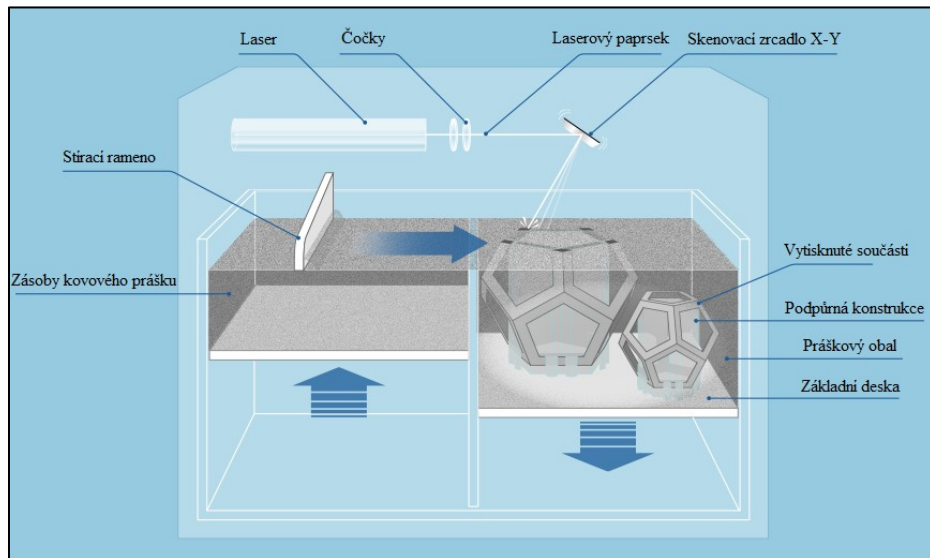 Laser
Čočky
Laserový paprsek
Skenovací zrcadlo X-Y
Stírací rameno
Zásoby kovového prášku
Vytisknuté součásti
Podpůrná konstrukce
Práškový obal
Základní deska